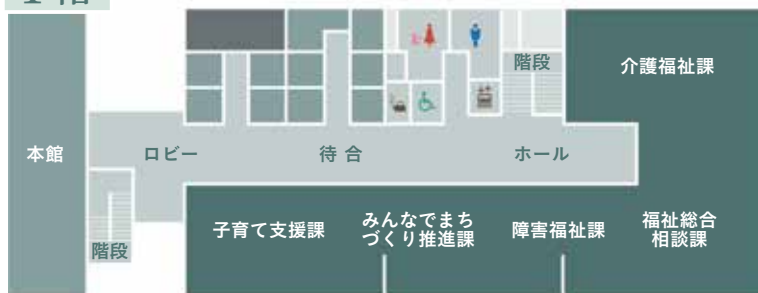 1階
階段
介護福祉課
本館
ロビー
待合
ホール
子育て支援課
みんなでまち
づくり推進課
障害福祉課
福祉総合
相談課
階段